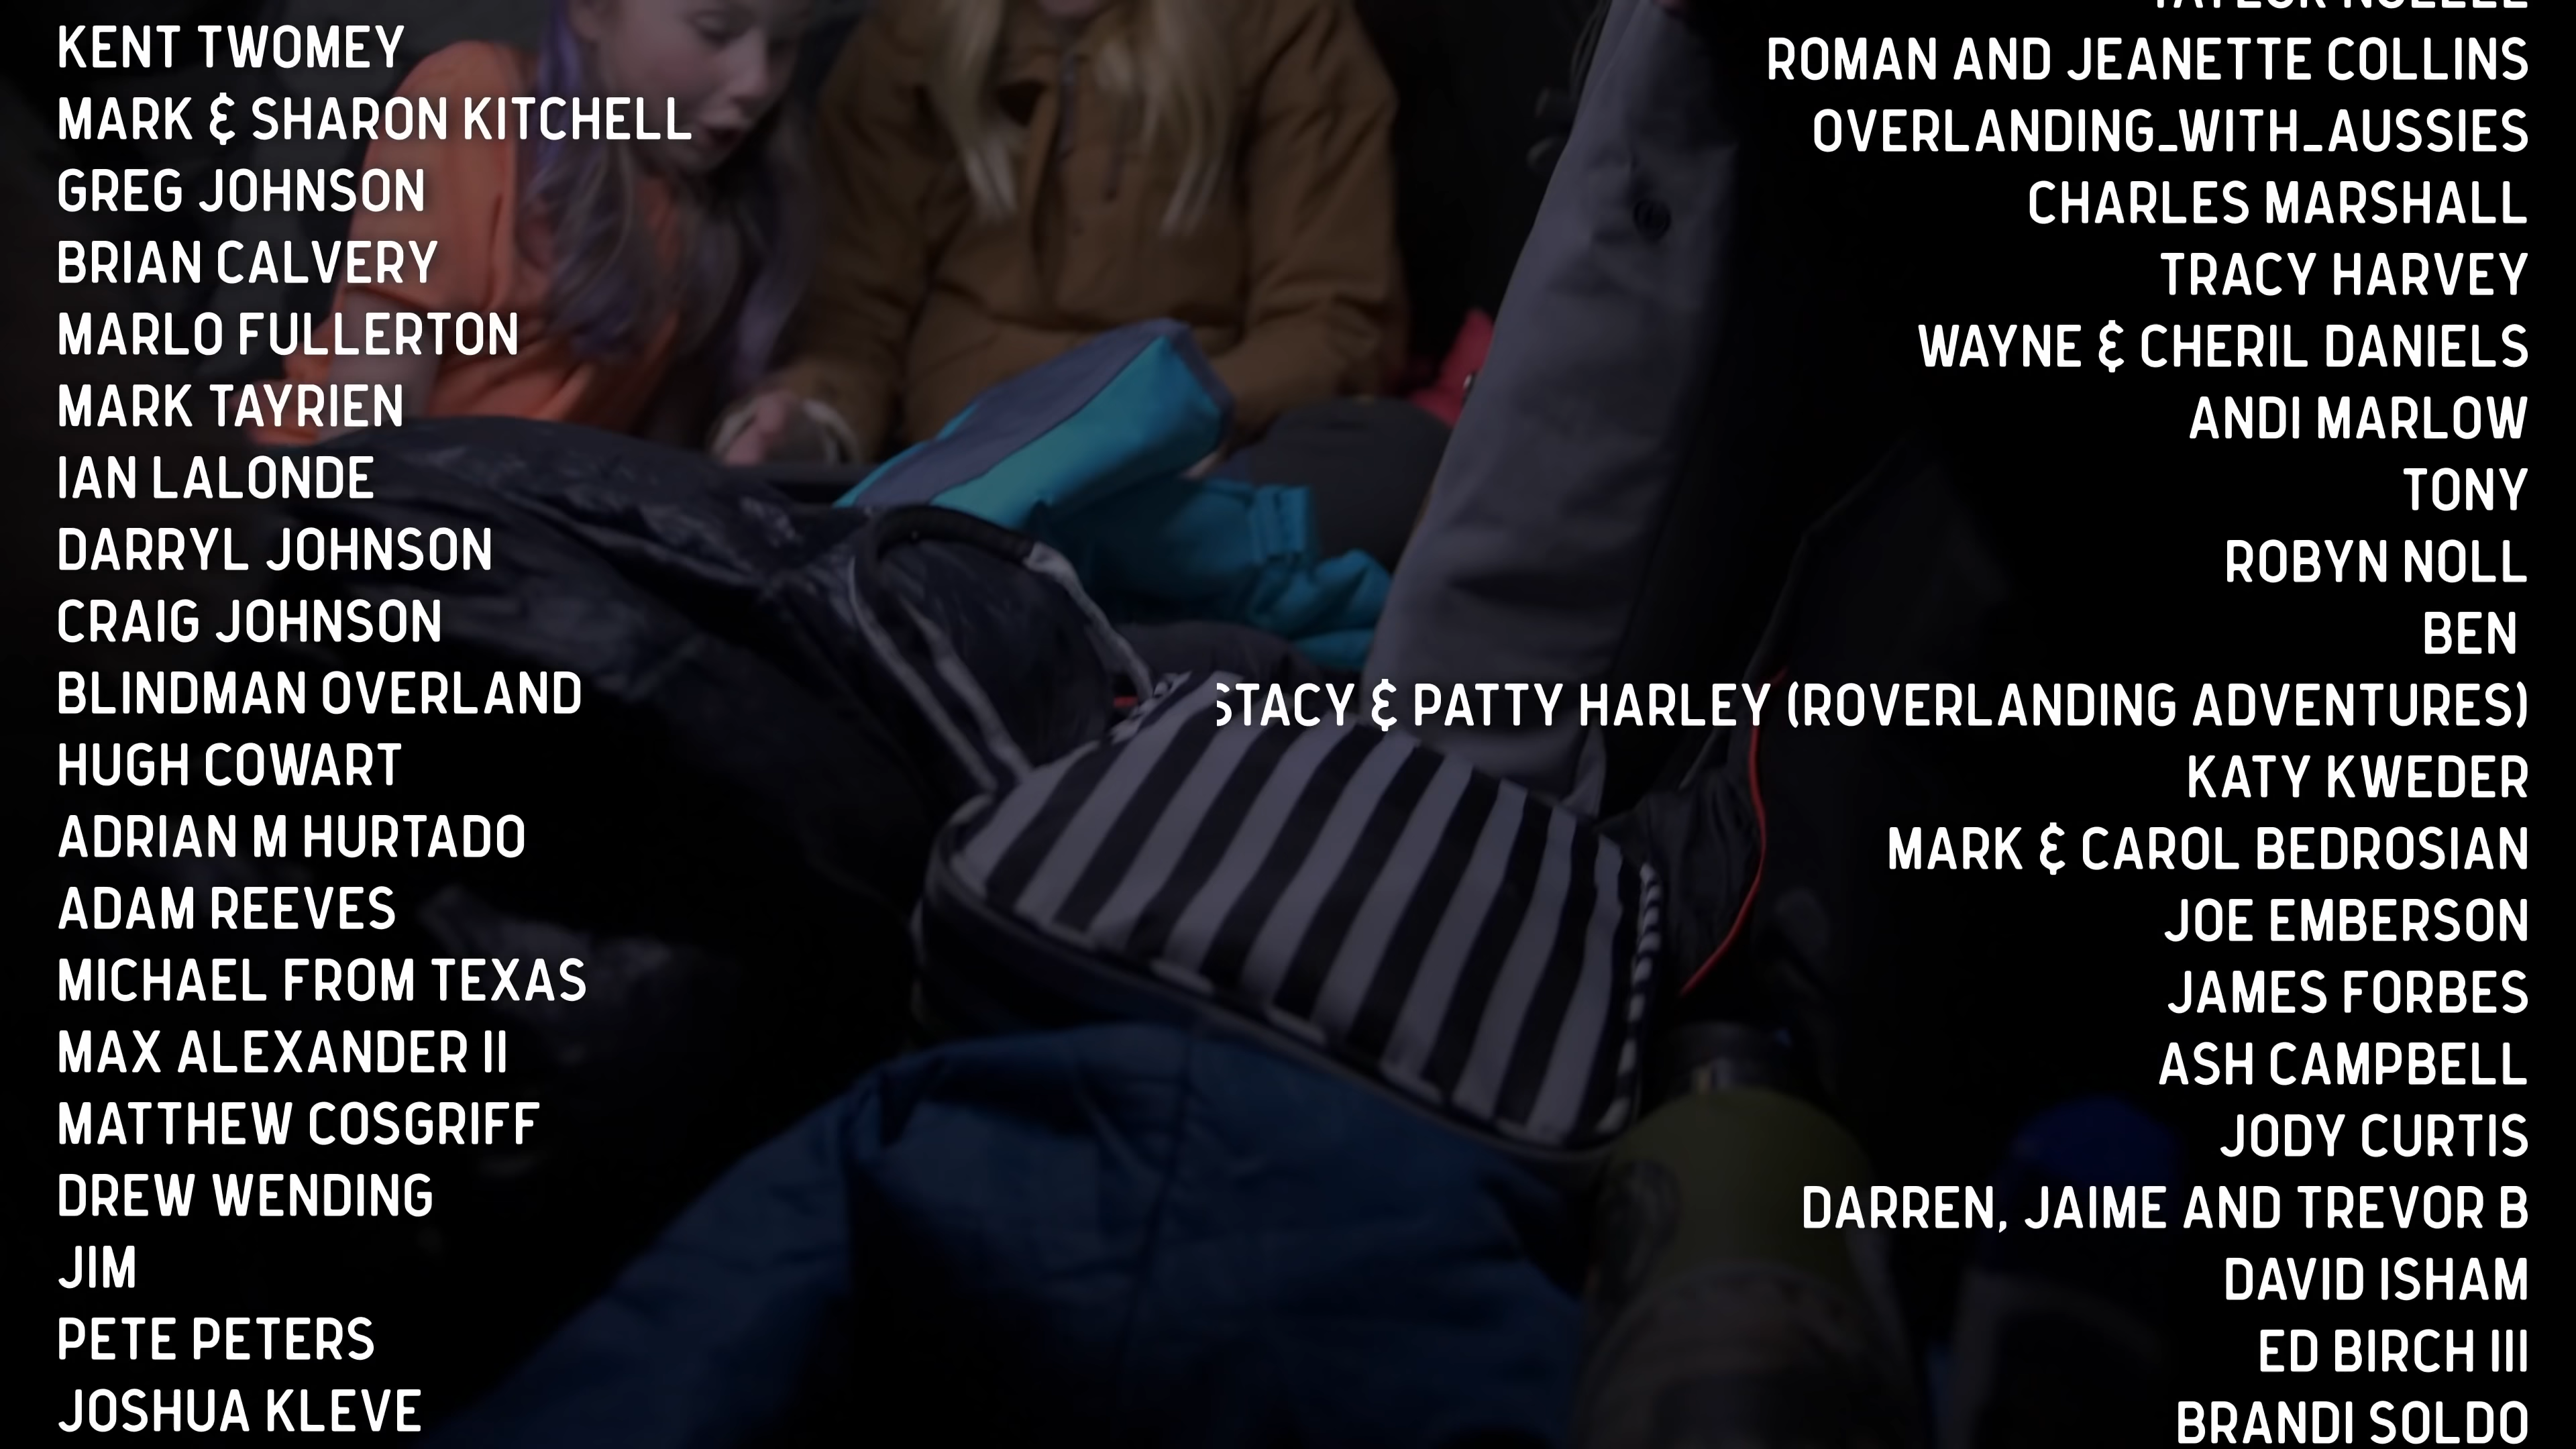 KENT TWOMEY
MARK & SHARON KITCHELL
GREG JOHNSON
BRIAN CALVERY
MARLO FULLERTON
MARK TAYRIEN
IAN LALONDE
DARRYL JOHNSON
CRAIG JOHNSON
BLINDMAN OVERLAND
HUGH COWART
ADRIAN M HURTADO
ADAM REEVES
MICHAEL FROM TEXAS
MAX ALEXANDER II
MATTHEW COSGRIFF
DREW WENDING
JIM
PETE PETERS
JOSHUA KLEVE
ROMAN AND JEANETTE COLLINS
OVERLANDING_WITH_AUSSIES
CHARLES MARSHALL
TRACY HARVEY
WAYNE & CHERIL DANIELS
ANDI MARLOW
TONY
ROBYN NOLL
BEN
STACY & PATTY HARLEY (ROVERLANDING ADVENTURES)
KATY KWEDER
MARK & CAROL BEDROSIAN
JOE EMBERSON
JAMES FORBES
ASH CAMPBELL
JODY CURTIS
DARREN, JAIME AND TREVOR B
DAVID ISHAM
ED BIRCH III
BRANDI SOLDO